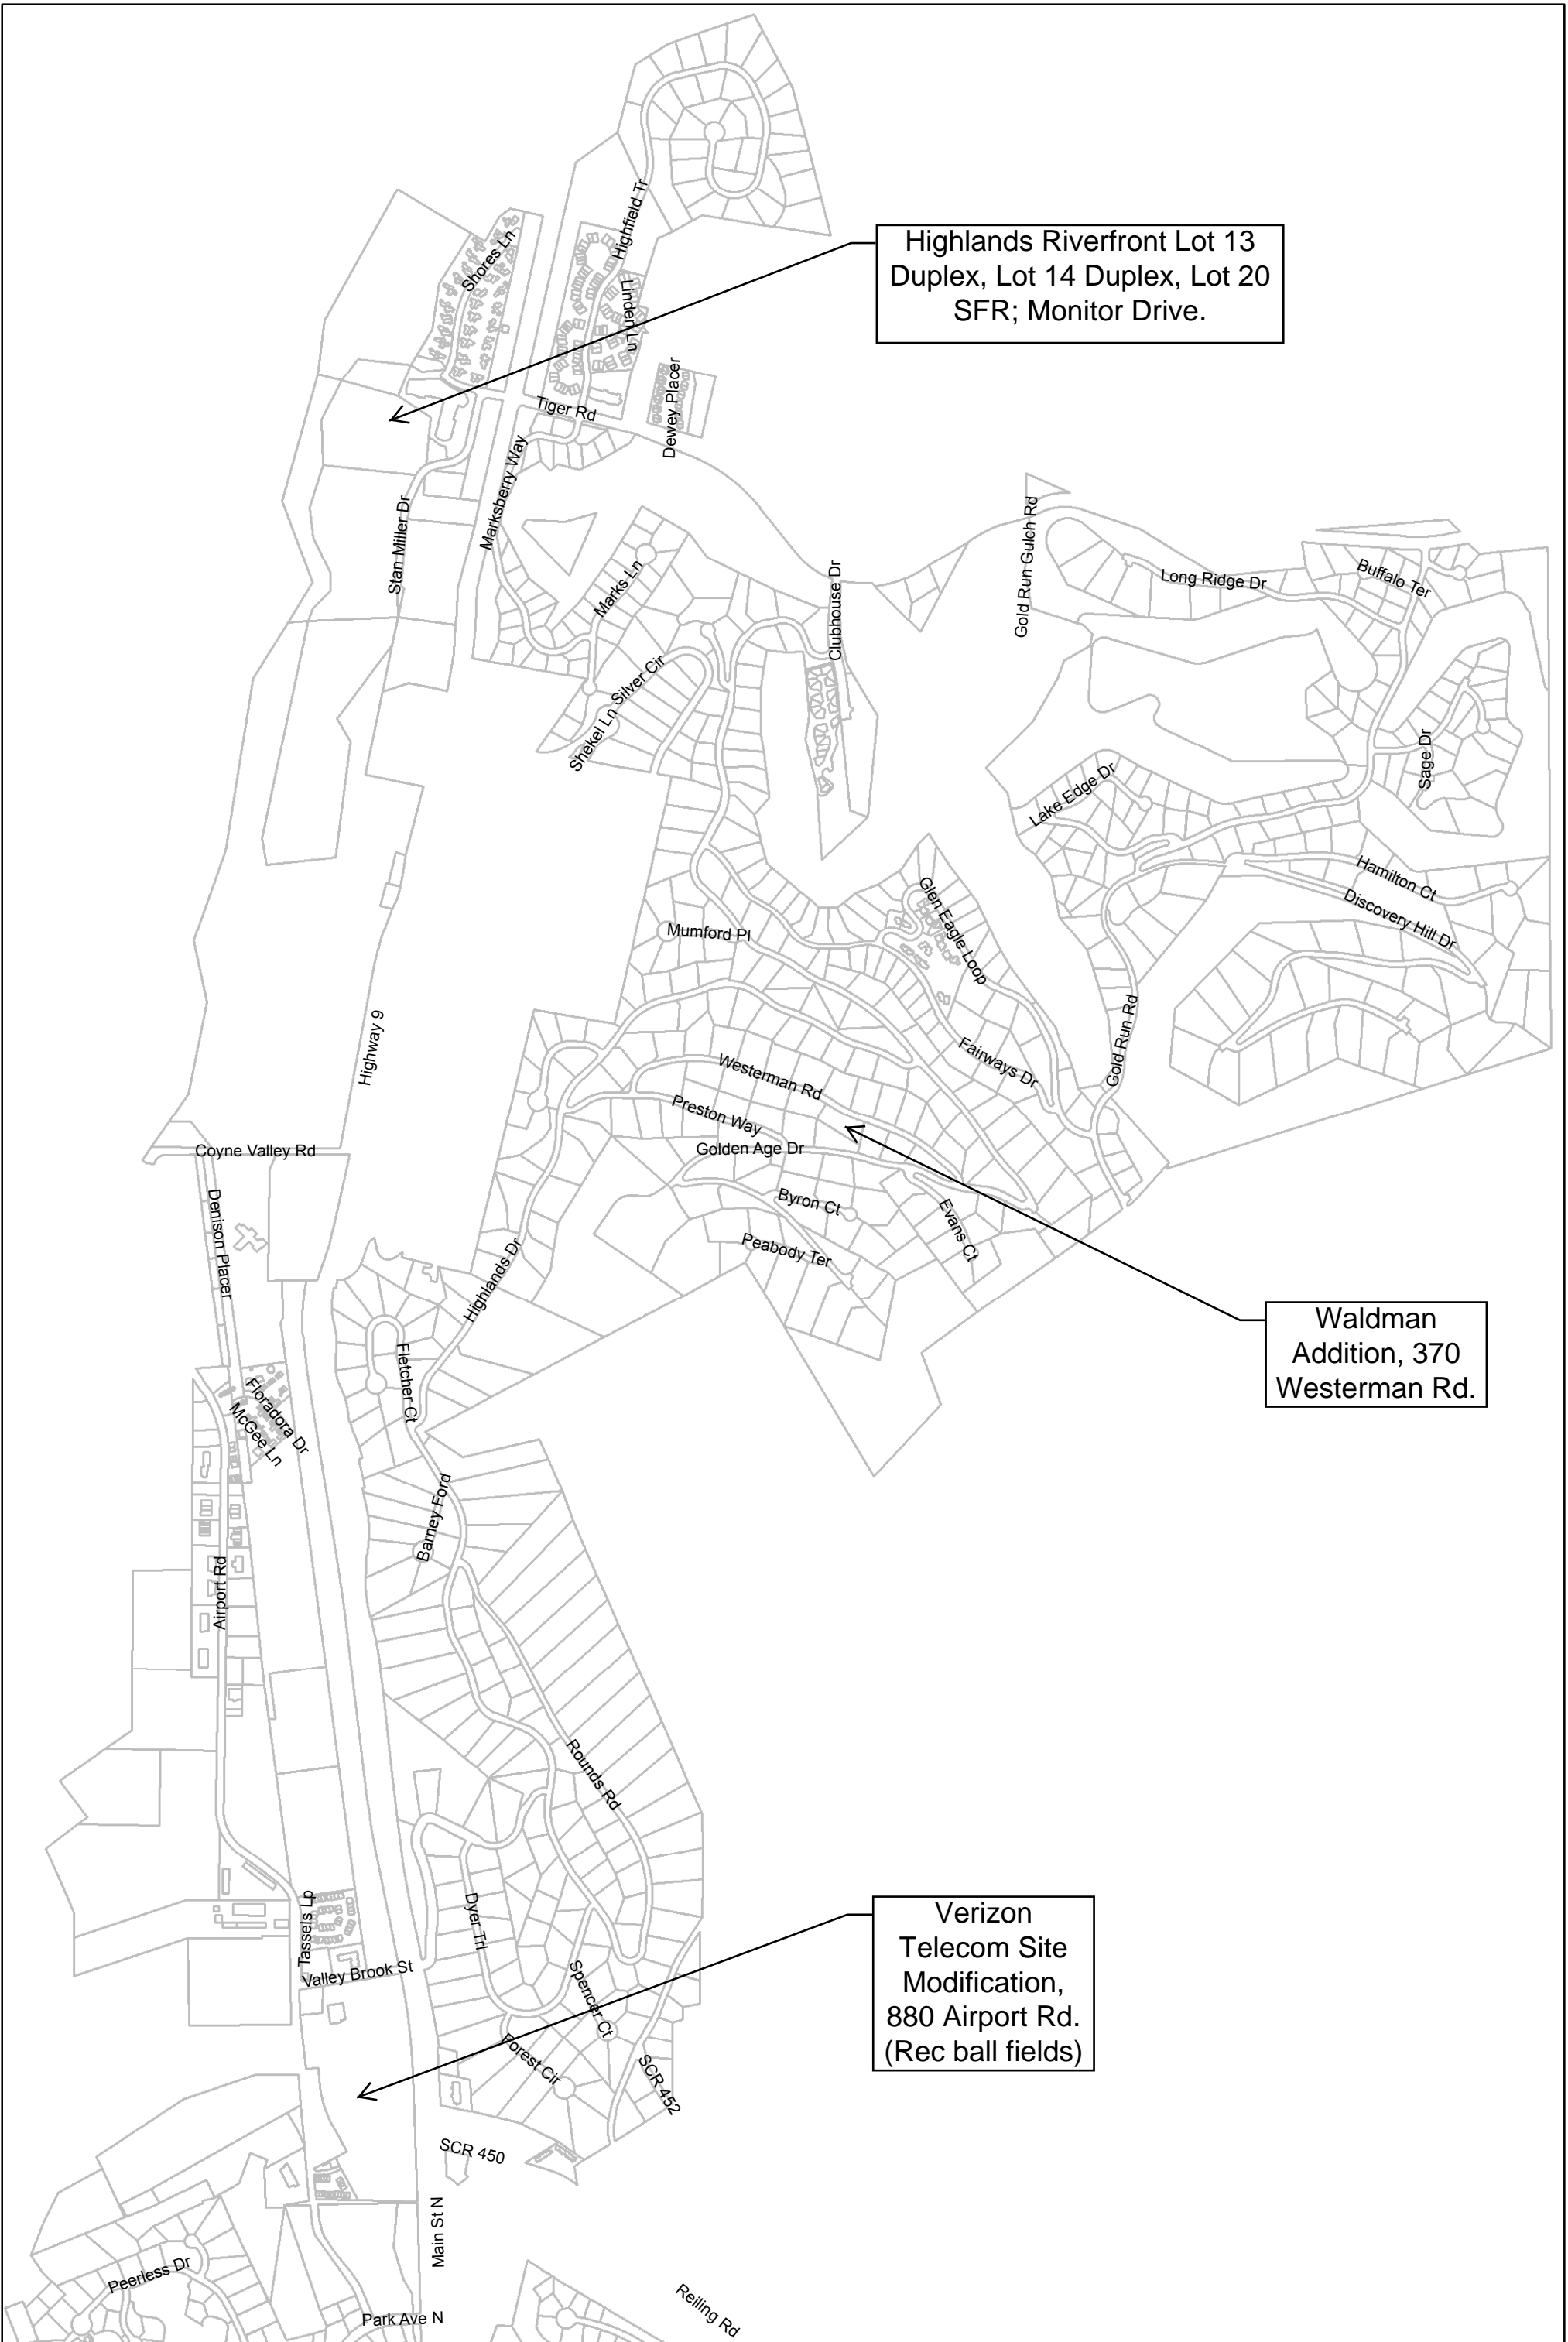 Highlands Riverfront Lot 13
Duplex, Lot 14 Duplex, Lot 20
SFR; Monitor Drive.
Highfield Tr
Shores Ln
Linden Ln
Dewey Placer
Tiger Rd
Marksberry Way
Stan Miller Dr
Marks Ln
Gold Run Gulch Rd
Long Ridge Dr
Buffalo Ter
Clubhouse Dr
Silver Cir
Shekel Ln
Sage Dr
Lake Edge Dr
Hamilton Ct
Discovery Hill Dr
Glen Eagle Loop
Mumford Pl
Highway 9
Gold Run Rd
Fairways Dr
Westerman Rd
Preston Way
Golden Age Dr
Coyne Valley Rd
Denison Placer
Byron Ct
Evans Ct
Peabody Ter
Highlands Dr
Waldman
Addition, 370
Westerman Rd.
Fletcher Ct
Floradora Dr
McGee Ln
Barney Ford
Airport Rd
Rounds Rd
Tassels Lp
Dyer Trl
Valley Brook St
Spencer Ct
Verizon
Telecom Site
Modification,
880 Airport Rd.
(Rec ball fields)
Forest Cir
SCR 452
SCR 450
Main St N
Peerless Dr
Park Ave N
Reiling Rd